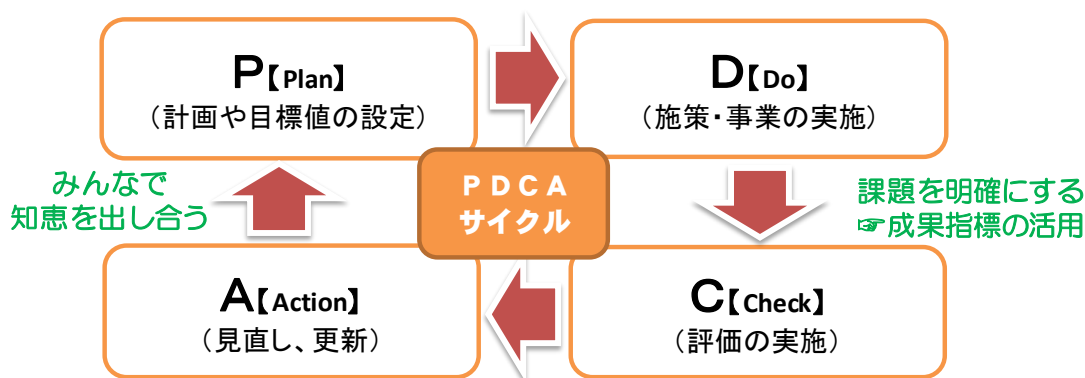 P【Plan】
（計画や目標値の設定）
D【Do】
（施策・事業の実施）
みんなで
知恵を出し合う
PDCA
サイクル
課題を明確にする
☞成果指標の活用
A【Action】
（見直し、更新）
C【Check】
（評価の実施）